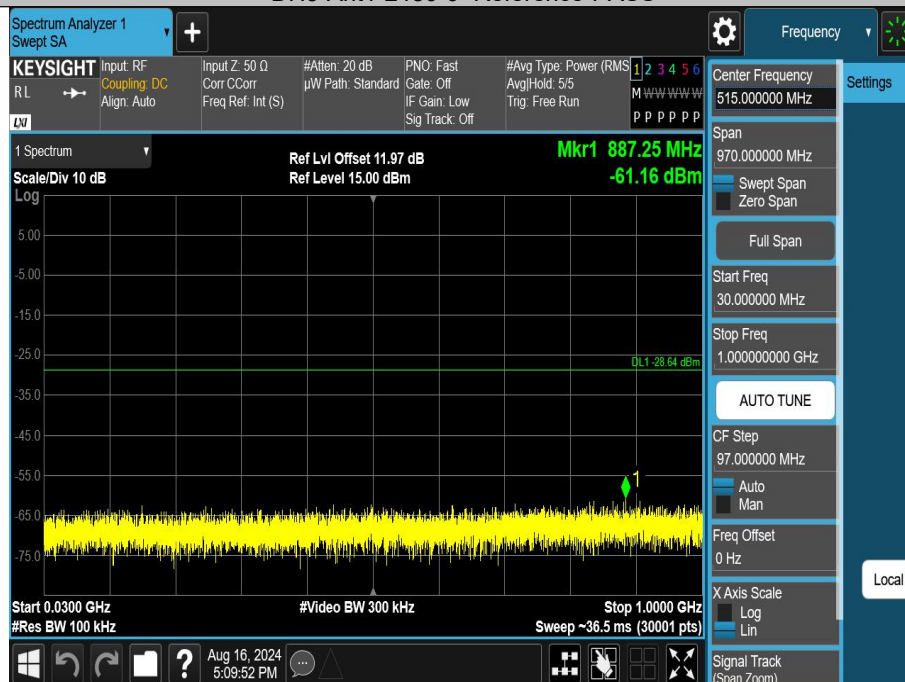 Spectrum Analyzer 1
Swept SA
+
Frequency
KEYSIGHT
RL
LXI
Input: RF
Coupling: DC
Align: Auto
Input Z: 50 Ω
Corr CCorr
Freq Ref: Int (S)
#Atten: 20 dB
µW Path: Standard
PNO: Fast
Gate: Off
IF Gain: Low
Sig Track: Off
#Avg Type: Power (RMS
Avg|Hold: 5/5
Trig: Free Run
1 2 3 4 5 6
M W W W W W
P P P P P P
1 Spectrum
Scale/Div 10 dB
Log
Ref Lvl Offset 11.97 dB
Ref Level 15.00 dBm
Mkr1 887.25 MHz
-61.16 dBm
5.00
-5.00
-15.0
-25.0
DL1 -28.64 dBm
-35.0
-45.0
-55.0
1
-65.0
-75.0
Start 0.0300 GHz
#Video BW 300 kHz
Stop 1.0000 GHz
#Res BW 100 kHz
Sweep ~36.5 ms (30001 pts)
?
Aug 16, 2024
5:09:52 PM
Center Frequency
515.000000 MHz
Settings
Span
970.000000 MHz
Swept Span
Zero Span
Full Span
Start Freq
30.000000 MHz
Stop Freq
1.000000000 GHz
AUTO TUNE
CF Step
97.000000 MHz
Auto
Man
Freq Offset
0 Hz
Local
X Axis Scale
Log
Lin
Signal Track
(Span Zoom)